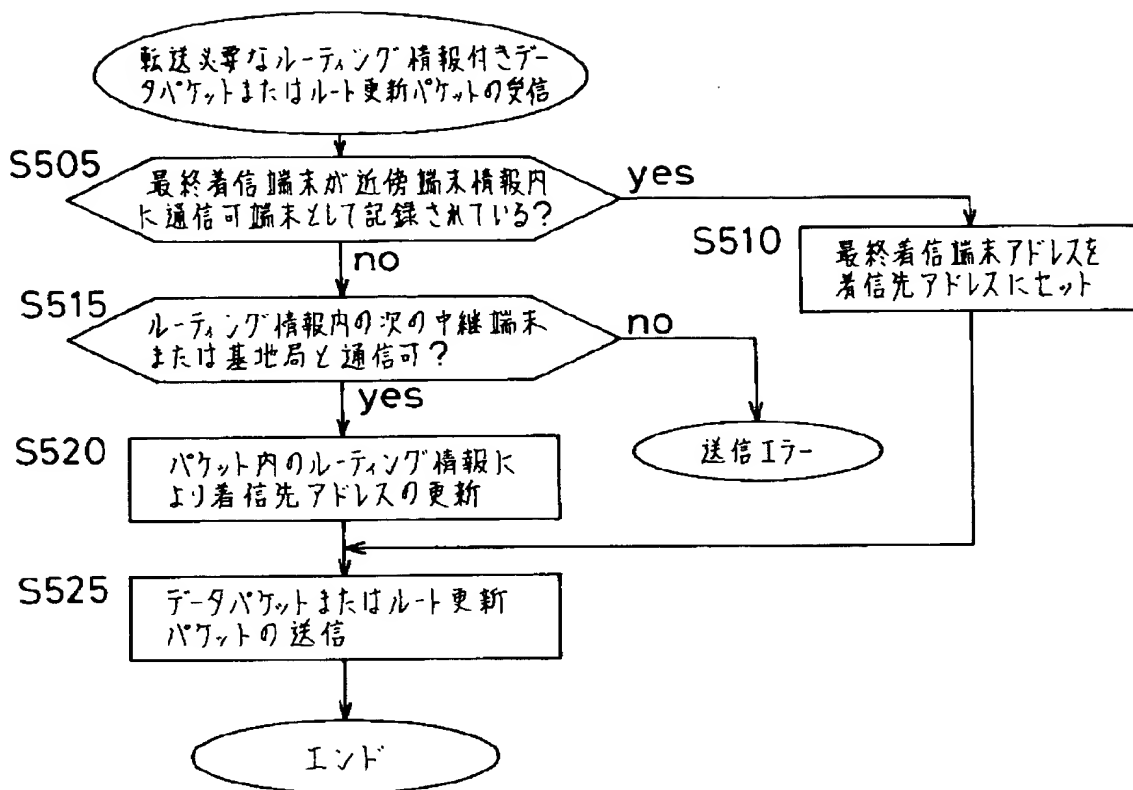 転送必要なルーティング情報付きデー
タパケットまたはルート更新パケットの受信
S505
最終着信端末が近傍端末情報内
に通信可端末として記録されている?
yes
no
S510
最終着信端末アドレスを
着信先アドレスにセット
S515
ルーティング情報内の次の中継端末
または基地局と通信可?
no
yes
送信エラー
S520
パケット内のルーティング情報に
より着信先アドレスの更新
S525
データパケットまたはルート更新
パケットの送信
エンド